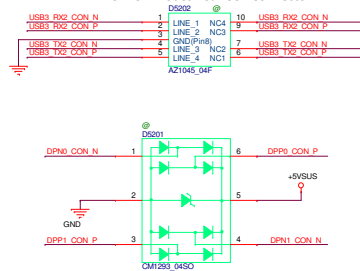 D5202 @
USB3_RX2_CON_N 1 LINE_1 NC4 10 USB3_RX2_CON_N
USB3_RX2_CON_P 2 LINE_2 NC3 9 USB3_RX2_CON_P
3 GND(Pin8)
USB3_TX2_CON_N 4 LINE_3 NC2 7 USB3_TX2_CON_N
USB3_TX2_CON_P 5 LINE_4 NC1 6 USB3_TX2_CON_P
AZ1045_04F
@
D5201
DPN0_CON_N 1 6 DPP0_CON_P
+5VSUS
2 5
GND
DPP1_CON_P 3 4 DPN1_CON_N
CM1293_04SO